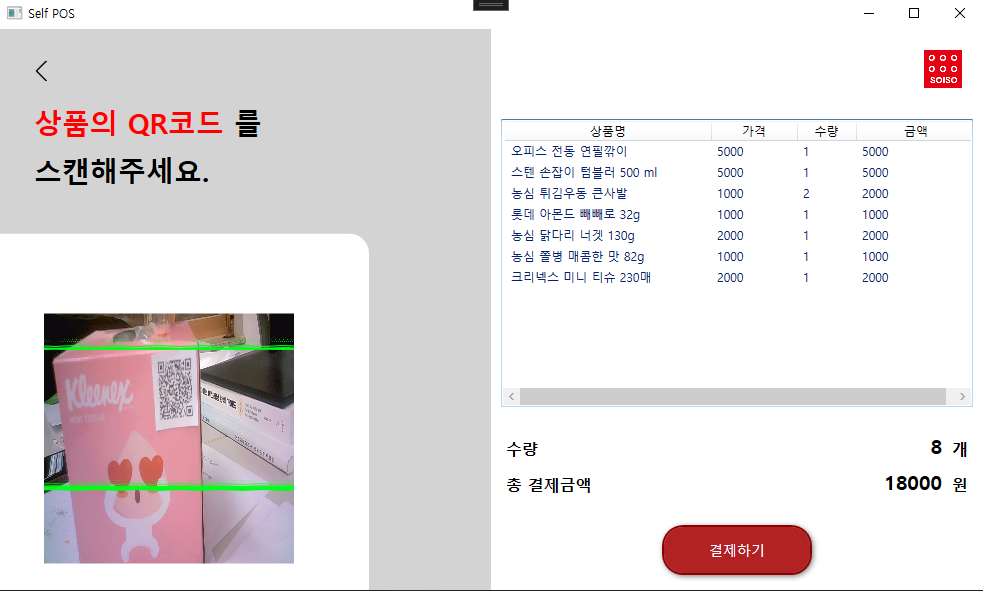 Self POS
상품의 QR코드 를
스캔해주세요.
Kleenex
MINI TISSUE
SOISO
상품명 가격 수량 금액
오피스 전동 연필깎이 5000 1 5000
스텐 손잡이 텀블러 500 ml 5000 1 5000
농심 튀김우동 큰사발 1000 2 2000
롯데 아몬드 빼빼로 32g 1000 1 1000
농심 닭다리 너겟 130g 2000 1 2000
농심 쫄병 매콤한 맛 82g 1000 1 1000
크리넥스 미니 티슈 230매 2000 1 2000
수량 8 개
총 결제금액 18000 원
결제하기